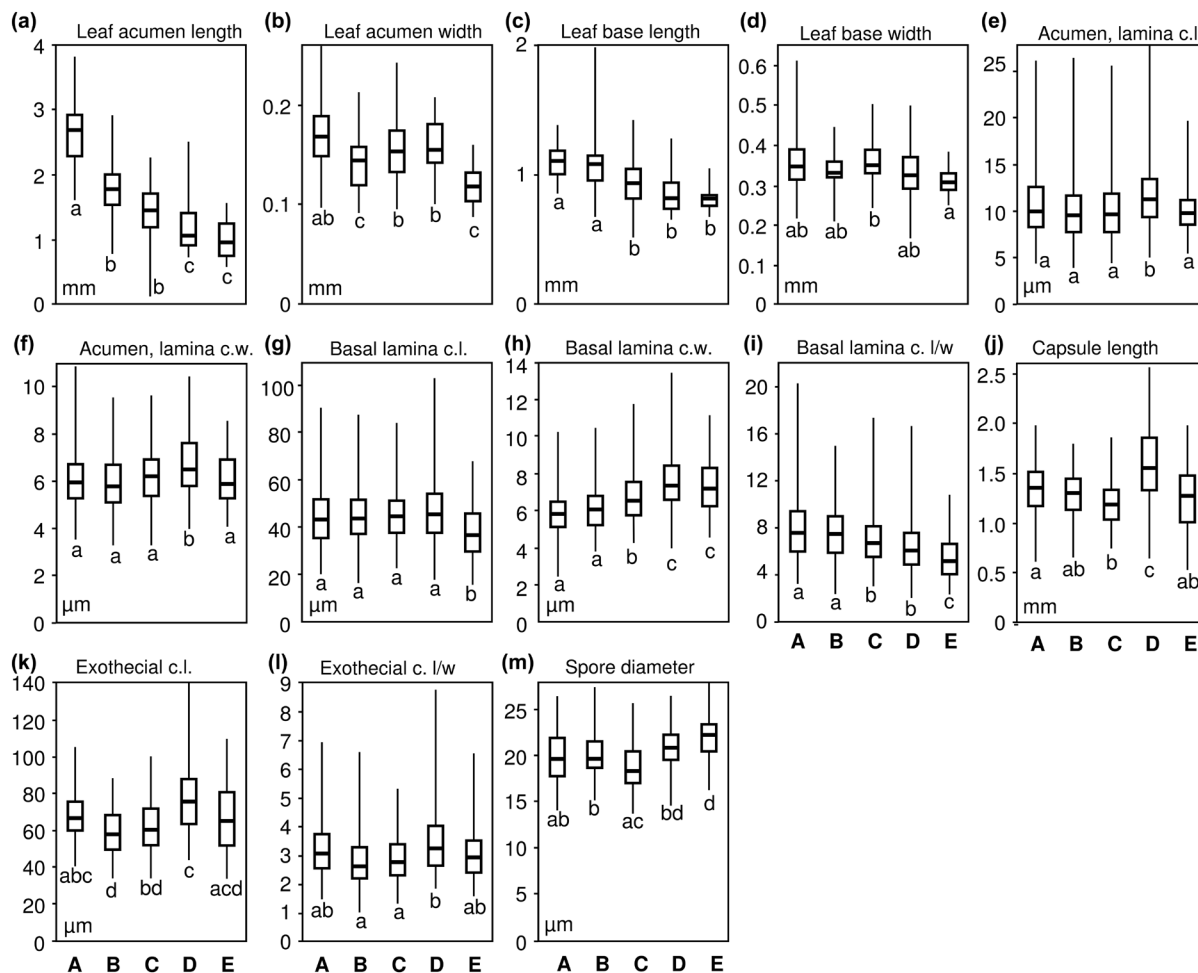 (a) Leaf acumen length
4
3
2
1
0
a b b c c
mm
(b) Leaf acumen width
0.2
0.1
0
ab c b b c
mm
(c) Leaf base length
2
1
0
a a b b b
mm
(d) Leaf base width
0.6
0.5
0.4
0.3
0.2
0.1
0
ab ab b ab a
mm
(e) Acumen, lamina c.l.
25
20
15
10
5
0
a a a b a
µm
(f) Acumen, lamina c.w.
10
8
6
4
2
0
a a a b a
µm
(g) Basal lamina c.l.
100
80
60
40
20
0
a a a a b
µm
(h) Basal lamina c.w.
14
12
10
8
6
4
2
0
a a b c c
µm
(i) Basal lamina c. l/w
20
16
12
8
4
0
a a b b c
A B C D E
(j) Capsule length
2.5
2.0
1.5
1.0
0.5
0
a ab b c ab
mm
A B C D E
(k) Exothecial c.l.
140
120
100
80
60
40
20
0
abc d bd c acd
µm
A B C D E
(l) Exothecial c. l/w
9
8
7
6
5
4
3
2
1
0
ab a a b ab
A B C D E
(m) Spore diameter
25
20
15
10
5
0
ab b ac bd d
µm
A B C D E